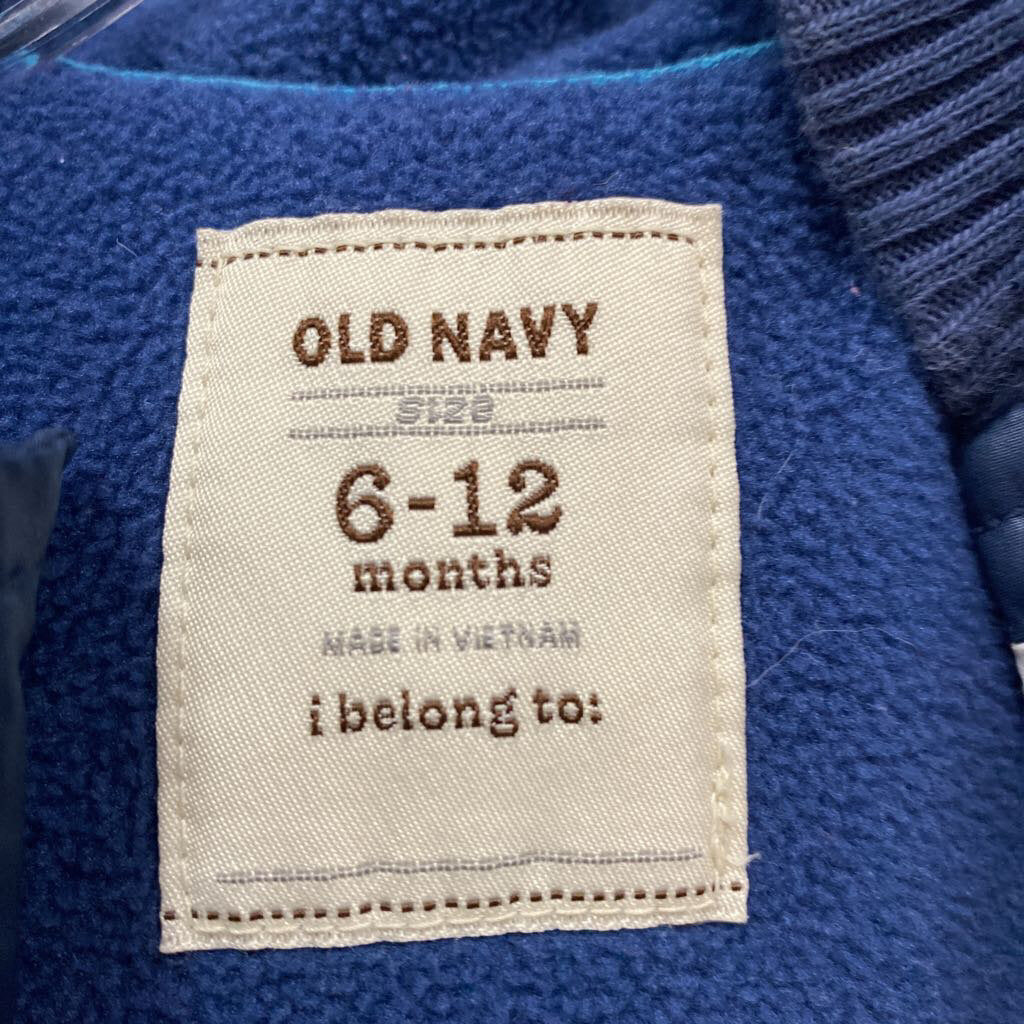 OLD NAVY
size
6-12
months
MADE IN VIETNAM
i belong to: